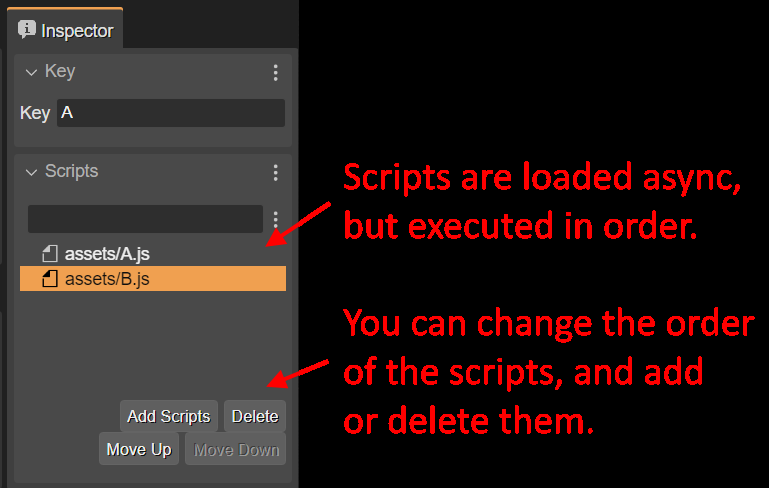 Inspector
Key
Key A
Scripts
Scripts are loaded async,
but executed in order.
assets/A.js
assets/B.js
You can change the order
of the scripts, and add
or delete them.
Add Scripts Delete
Move Up Move Down